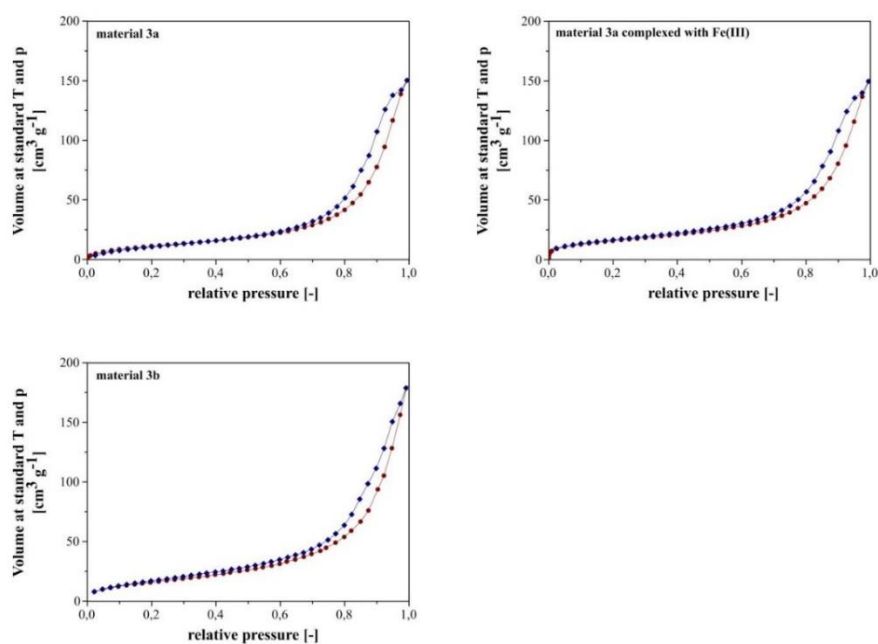 material 3a
200
150
100
50
0
Volume at standard T and p
[cm³ g⁻¹]
0,0 0,2 0,4 0,6 0,8 1,0
relative pressure [-]
material 3a complexed with Fe(III)
200
150
100
50
0
Volume at standard T and p
[cm³ g⁻¹]
0,0 0,2 0,4 0,6 0,8 1,0
relative pressure [-]
material 3b
200
150
100
50
0
Volume at standard T and p
[cm³ g⁻¹]
0,0 0,2 0,4 0,6 0,8 1,0
relative pressure [-]